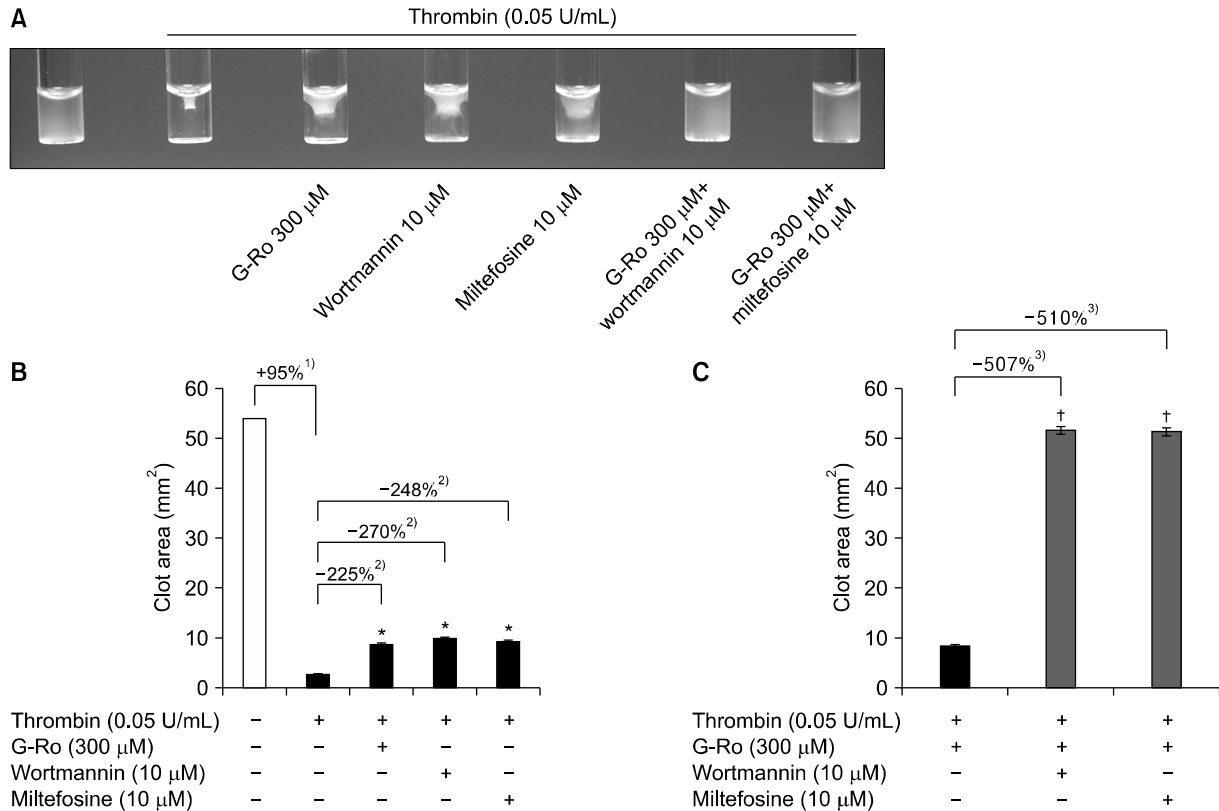 A
Thrombin (0.05 U/mL)
G-Ro 300 μM
Wortmannin 10 μM
Miltefosine 10 μM
G-Ro 300 μM+
wortmannin 10 μM
G-Ro 300 μM+
miltefosine 10 μM
B
+95%1)
−248%2)
−270%2)
−225%2)
* * *
Clot area (mm2)
60
50
40
30
20
10
0
Thrombin (0.05 U/mL) − + + + +
G-Ro (300 μM) − − + − −
Wortmannin (10 μM) − − − + −
Miltefosine (10 μM) − − − − +
C
−510%3)
−507%3)
† †
Clot area (mm2)
60
50
40
30
20
10
0
Thrombin (0.05 U/mL) + + +
G-Ro (300 μM) + + +
Wortmannin (10 μM) − + −
Miltefosine (10 μM) − − +